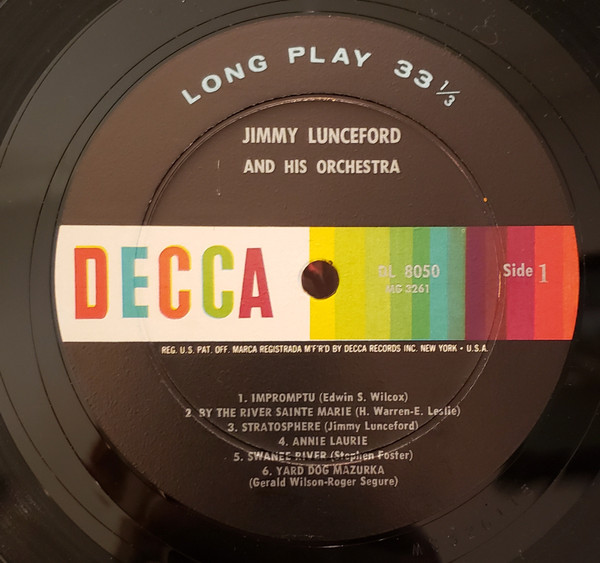 LONG PLAY 33 1/3
JIMMY LUNCEFORD
AND HIS ORCHESTRA
DECCA
DL 8050
MG 3261
Side 1
REG. U.S. PAT. OFF. MARCA REGISTRADA M'F'R'D BY DECCA RECORDS INC. NEW YORK • U.S.A.
1. IMPROMPTU (Edwin S. Wilcox)
2. BY THE RIVER SAINTE MARIE (H. Warren-E. Leslie)
3. STRATOSPHERE (Jimmy Lunceford)
4. ANNIE LAURIE
5. SWANEE RIVER (Stephen Foster)
6. YARD DOG MAZURKA
(Gerald Wilson-Roger Segure)